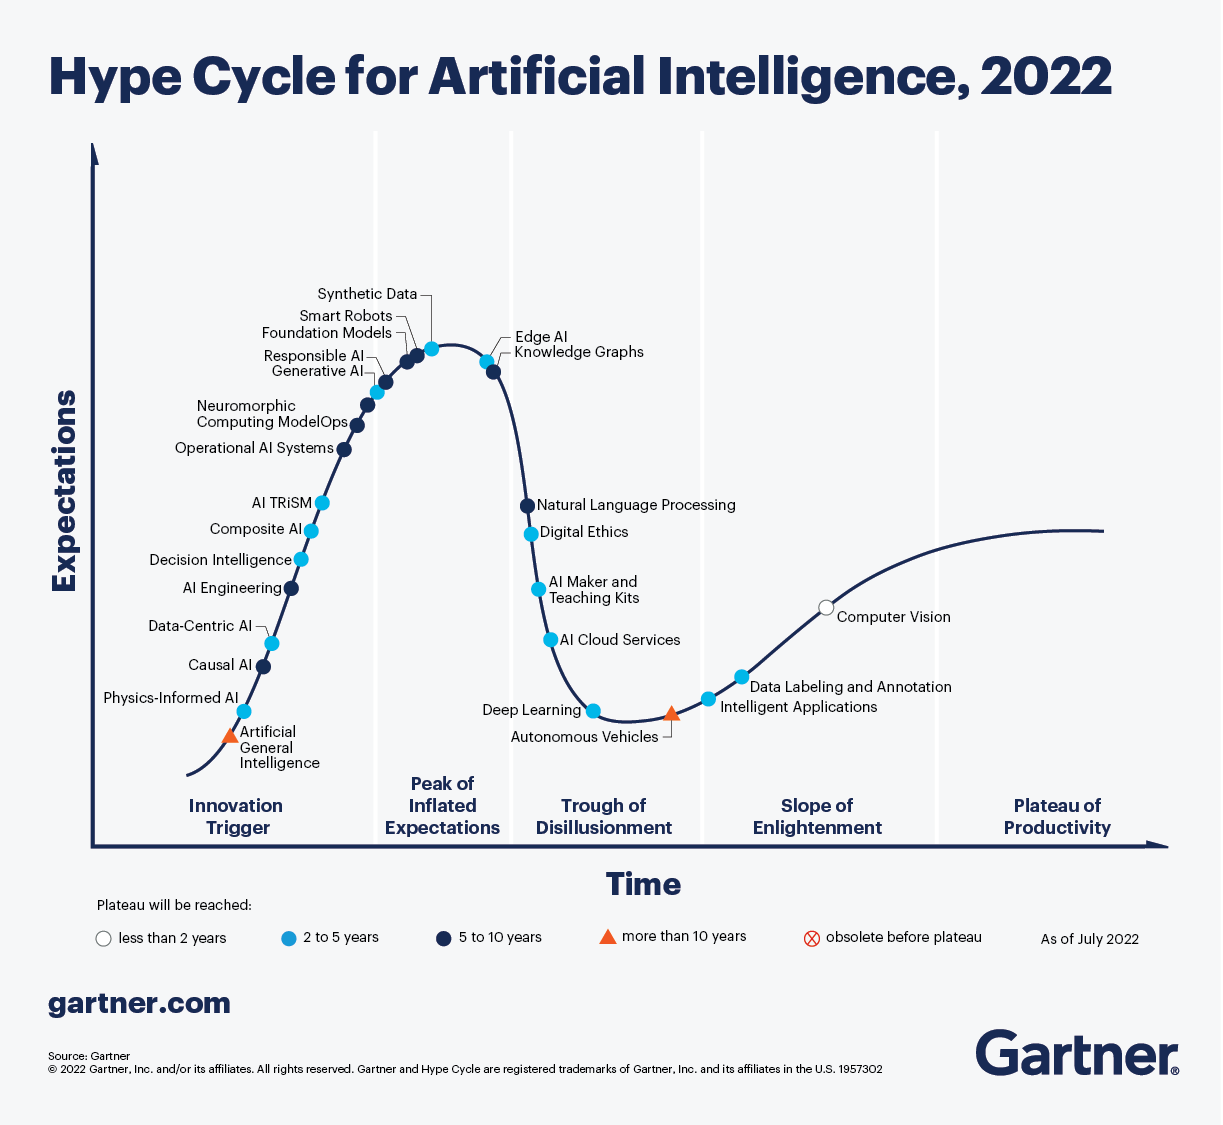 Hype Cycle for Artificial Intelligence, 2022
Expectations
Synthetic Data
Smart Robots
Foundation Models
Responsible AI
Generative AI
Neuromorphic
Computing ModelOps
Operational AI Systems
AI TRiSM
Composite AI
Decision Intelligence
AI Engineering
Data-Centric AI
Causal AI
Physics-Informed AI
Artificial
General
Intelligence
Edge AI
Knowledge Graphs
Natural Language Processing
Digital Ethics
AI Maker and
Teaching Kits
AI Cloud Services
Deep Learning
Autonomous Vehicles
Computer Vision
Data Labeling and Annotation
Intelligent Applications
Innovation
Trigger
Peak of
Inflated
Expectations
Trough of
Disillusionment
Slope of
Enlightenment
Plateau of
Productivity
Time
Plateau will be reached:
less than 2 years
2 to 5 years
5 to 10 years
more than 10 years
obsolete before plateau
As of July 2022
gartner.com
Source: Gartner
© 2022 Gartner, Inc. and/or its affiliates. All rights reserved. Gartner and Hype Cycle are registered trademarks of Gartner, Inc. and its affiliates in the U.S. 1957302
Gartner®